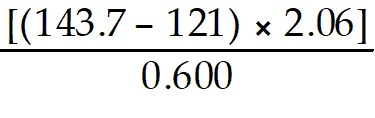 [(143.7 – 121) × 2.06]
0.600